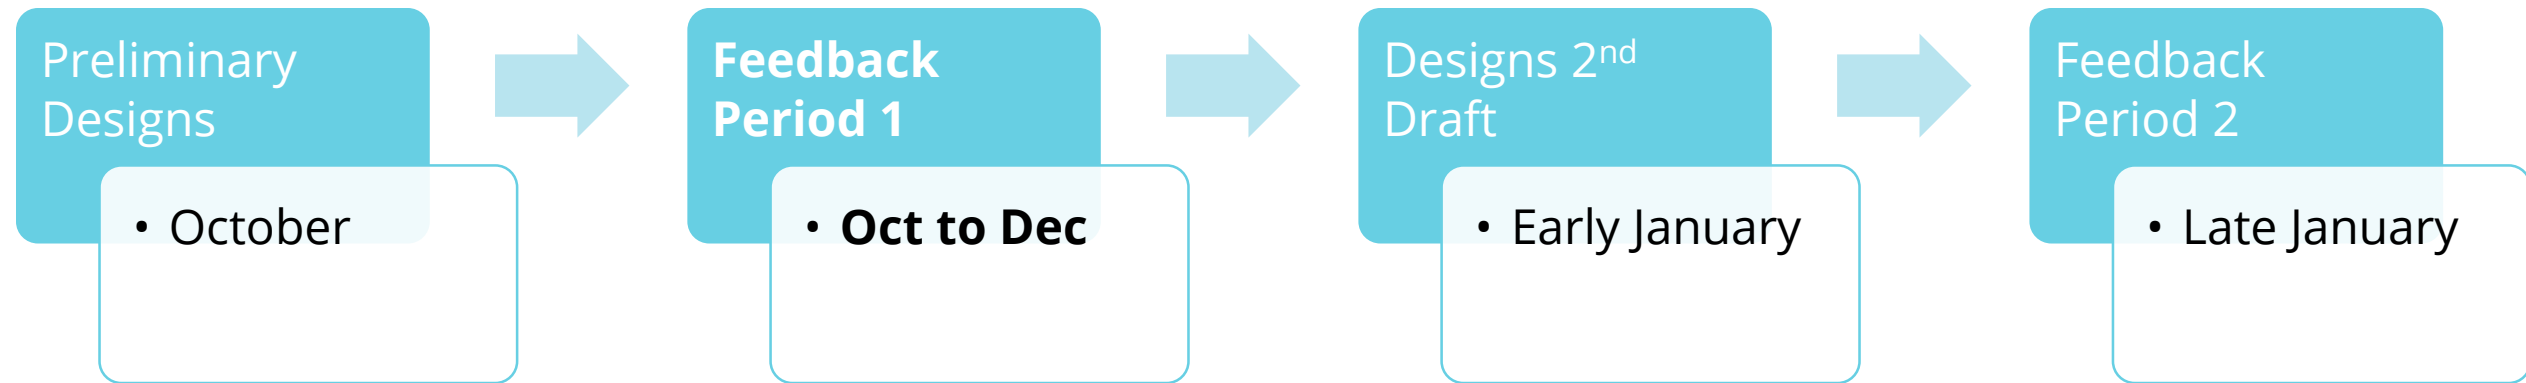 Preliminary
Designs
• October
Feedback
Period 1
• Oct to Dec
Designs 2nd
Draft
• Early January
Feedback
Period 2
• Late January